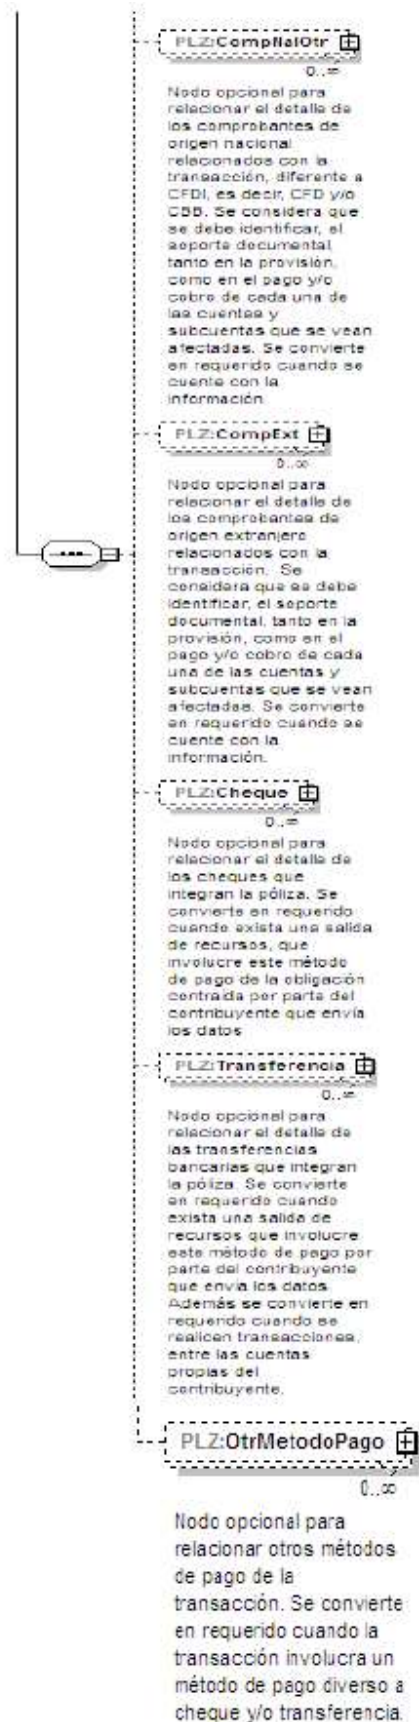 PLZ:CompNalOtr
0..∞
Nodo opcional para
relacionar el detalle de
los comprobantes de
origen nacional
relacionados con la
transacción, diferente a
CFDI, es decir, CFD y/o
CBB. Se considera que
se debe identificar, el
soporte documental,
tanto en la provisión,
como en el pago y/o
cobro de cada una de
las cuentas y
subcuentas que se vean
afectadas. Se convierte
en requerido cuando se
cuente con la
información.
PLZ:CompExt
0..∞
Nodo opcional para
relacionar el detalle de
los comprobantes de
origen extranjero
relacionados con la
transacción. Se
considera que se debe
identificar, el soporte
documental, tanto en la
provisión, como en el
pago y/o cobro de cada
una de las cuentas y
subcuentas que se vean
afectadas. Se convierte
en requerido cuando se
cuente con la
información.
PLZ:Cheque
0..∞
Nodo opcional para
relacionar el detalle de
los cheques que
integran la póliza. Se
convierte en requerido
cuando exista una salida
de recursos, que
involucre este método
de pago de la obligación
contraída por parte del
contribuyente que envía
los datos
PLZ:Transferencia
0..∞
Nodo opcional para
relacionar el detalle de
las transferencias
bancarias que integran
la póliza. Se convierte
en requerido cuando
exista una salida de
recursos que involucre
este método de pago por
parte del contribuyente
que envía los datos.
Además se convierte en
requerido cuando se
realicen transacciones,
entre las cuentas
propias del
contribuyente.
PLZ:OtrMetodoPago
0..∞
Nodo opcional para
relacionar otros métodos
de pago de la
transacción. Se convierte
en requerido cuando la
transacción involucra un
método de pago diverso a
cheque y/o transferencia.